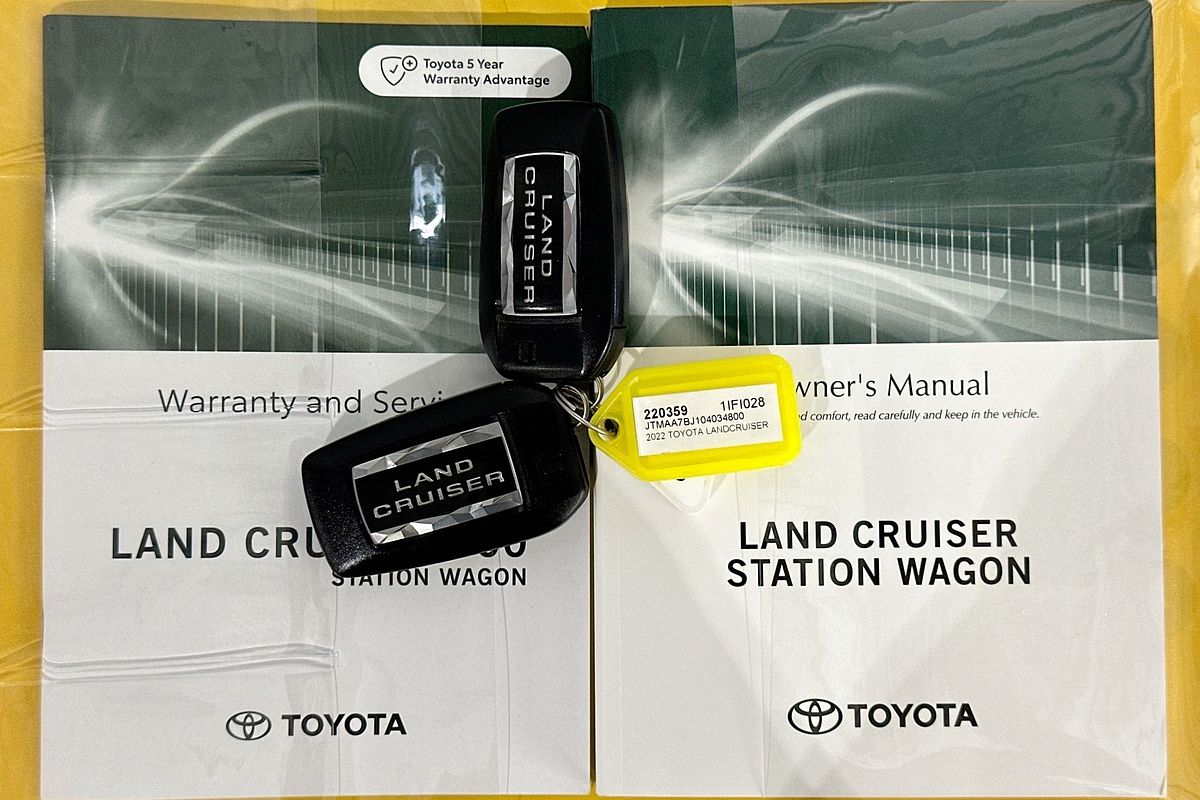 Toyota 5 Year
Warranty Advantage
LAND
CRUISER
Warranty and Servi
LAND
CRUISER
LAND CRU
STATION WAGON
TOYOTA
wner's Manual
nd comfort, read carefully and keep in the vehicle.
220359 1IFI028
JTMAA7BJ104034800
2022 TOYOTA LANDCRUISER
LAND CRUISER
STATION WAGON
TOYOTA